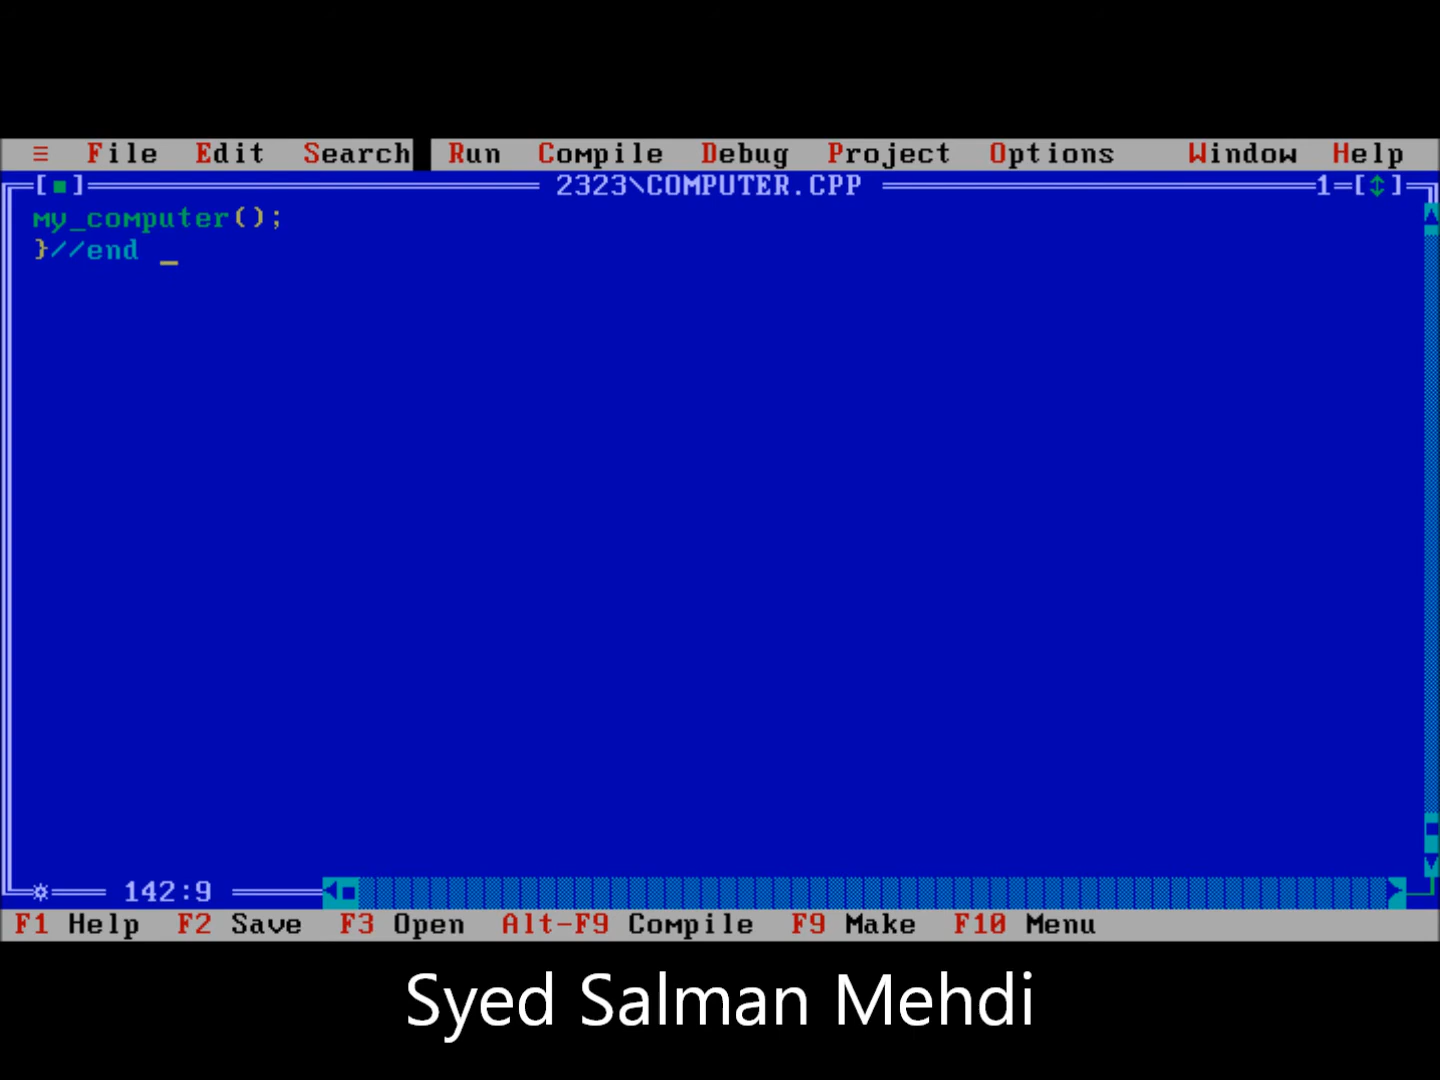 ≡ File Edit Search Run Compile Debug Project Options Window Help
[■] 2323\COMPUTER.CPP 1=[↕]
my_computer();
}//end _
142:9
F1 Help F2 Save F3 Open Alt-F9 Compile F9 Make F10 Menu
Syed Salman Mehdi